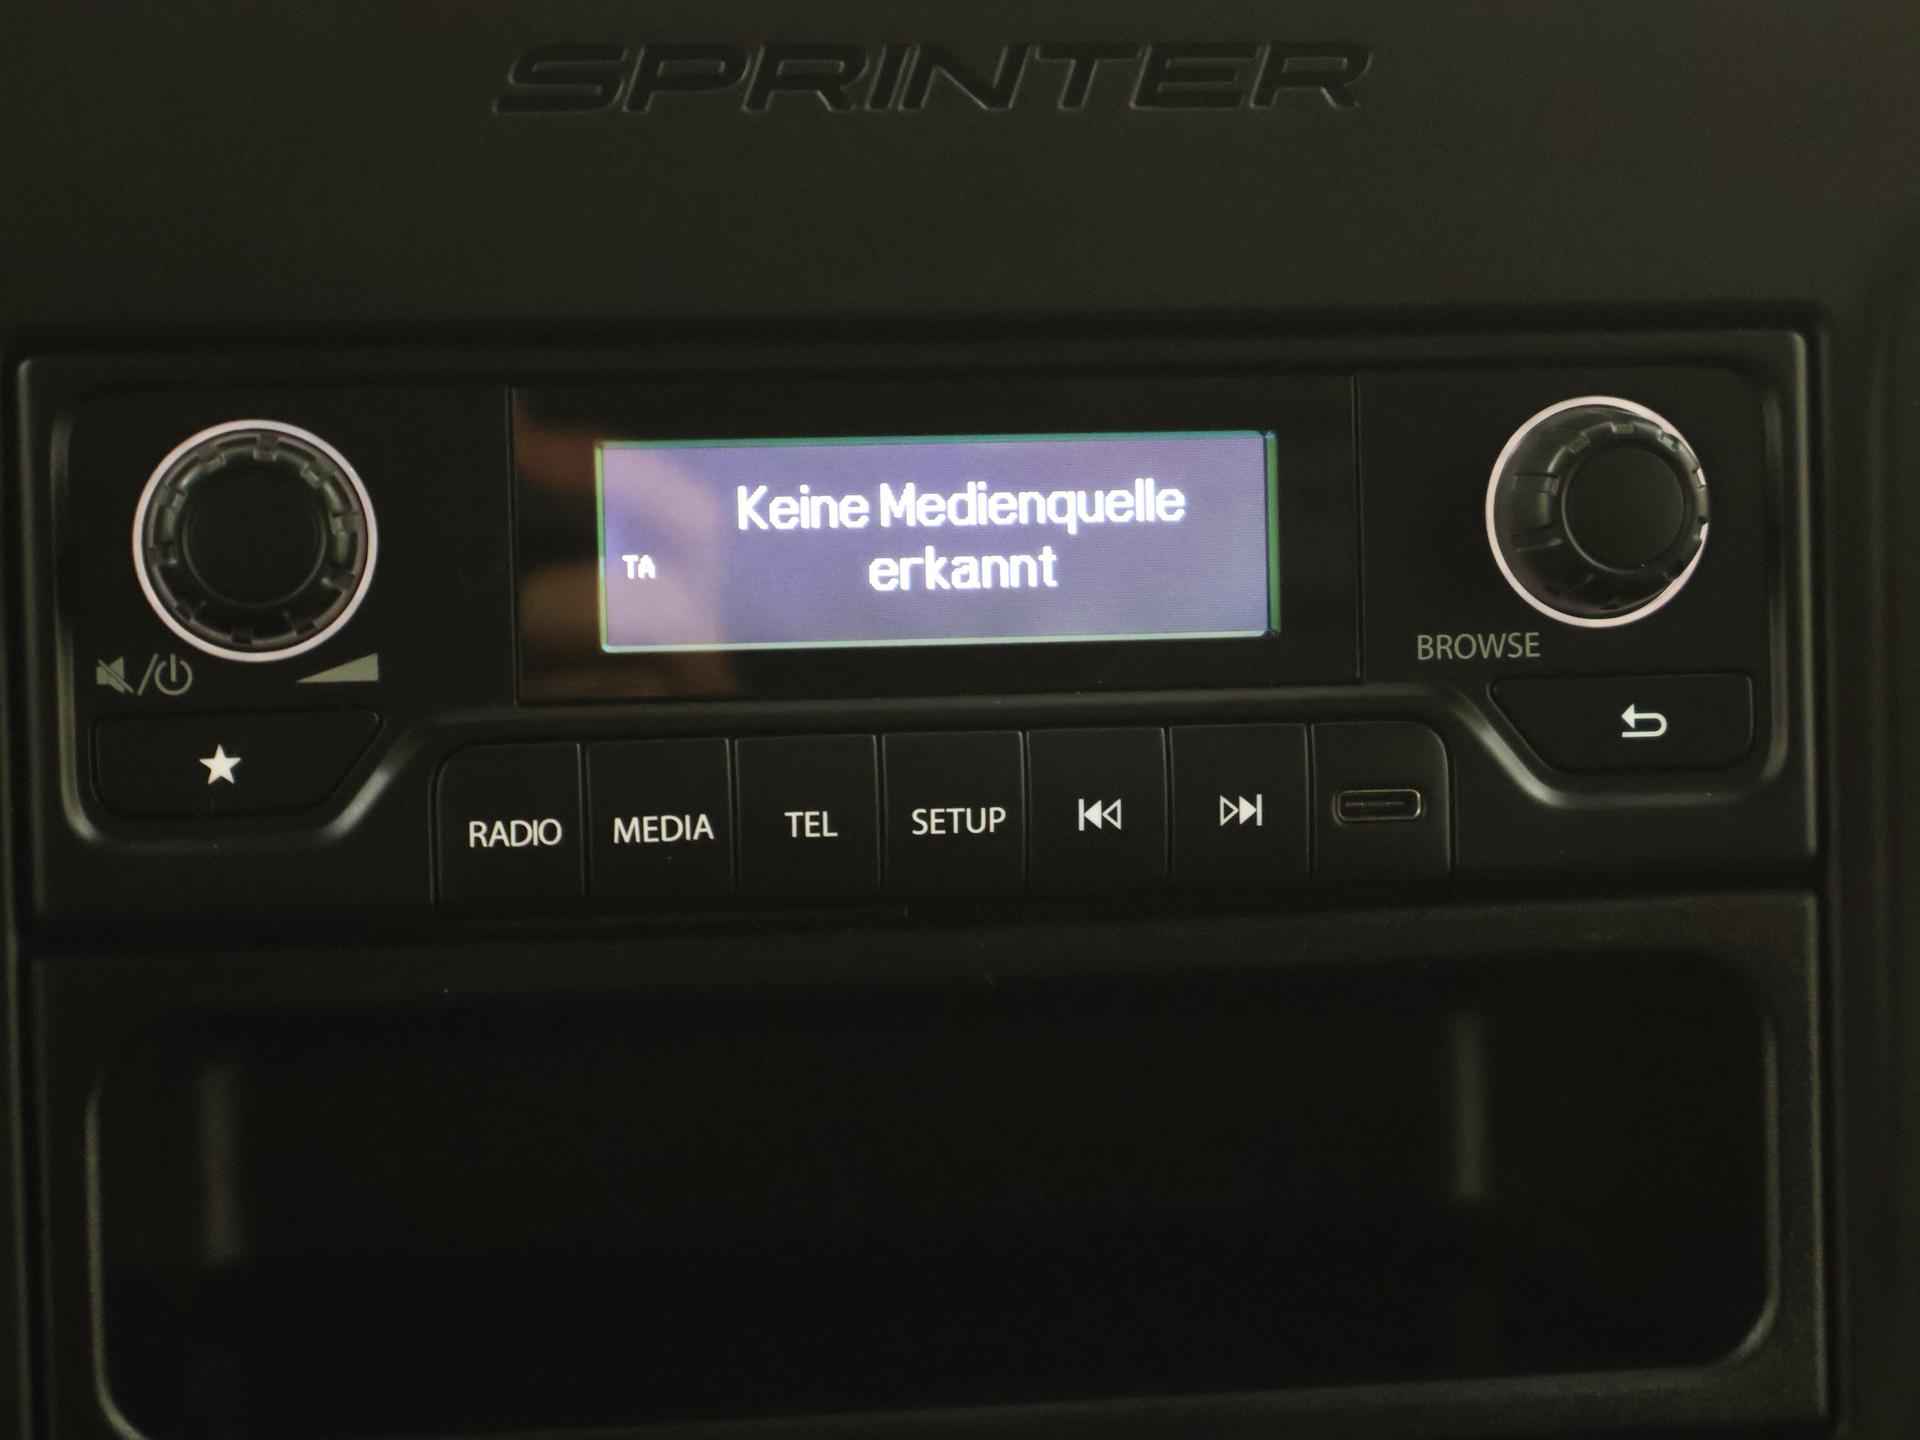 SPRINTER
Keine Medienquelle
TA erkannt
BROWSE
RADIO MEDIA TEL SETUP